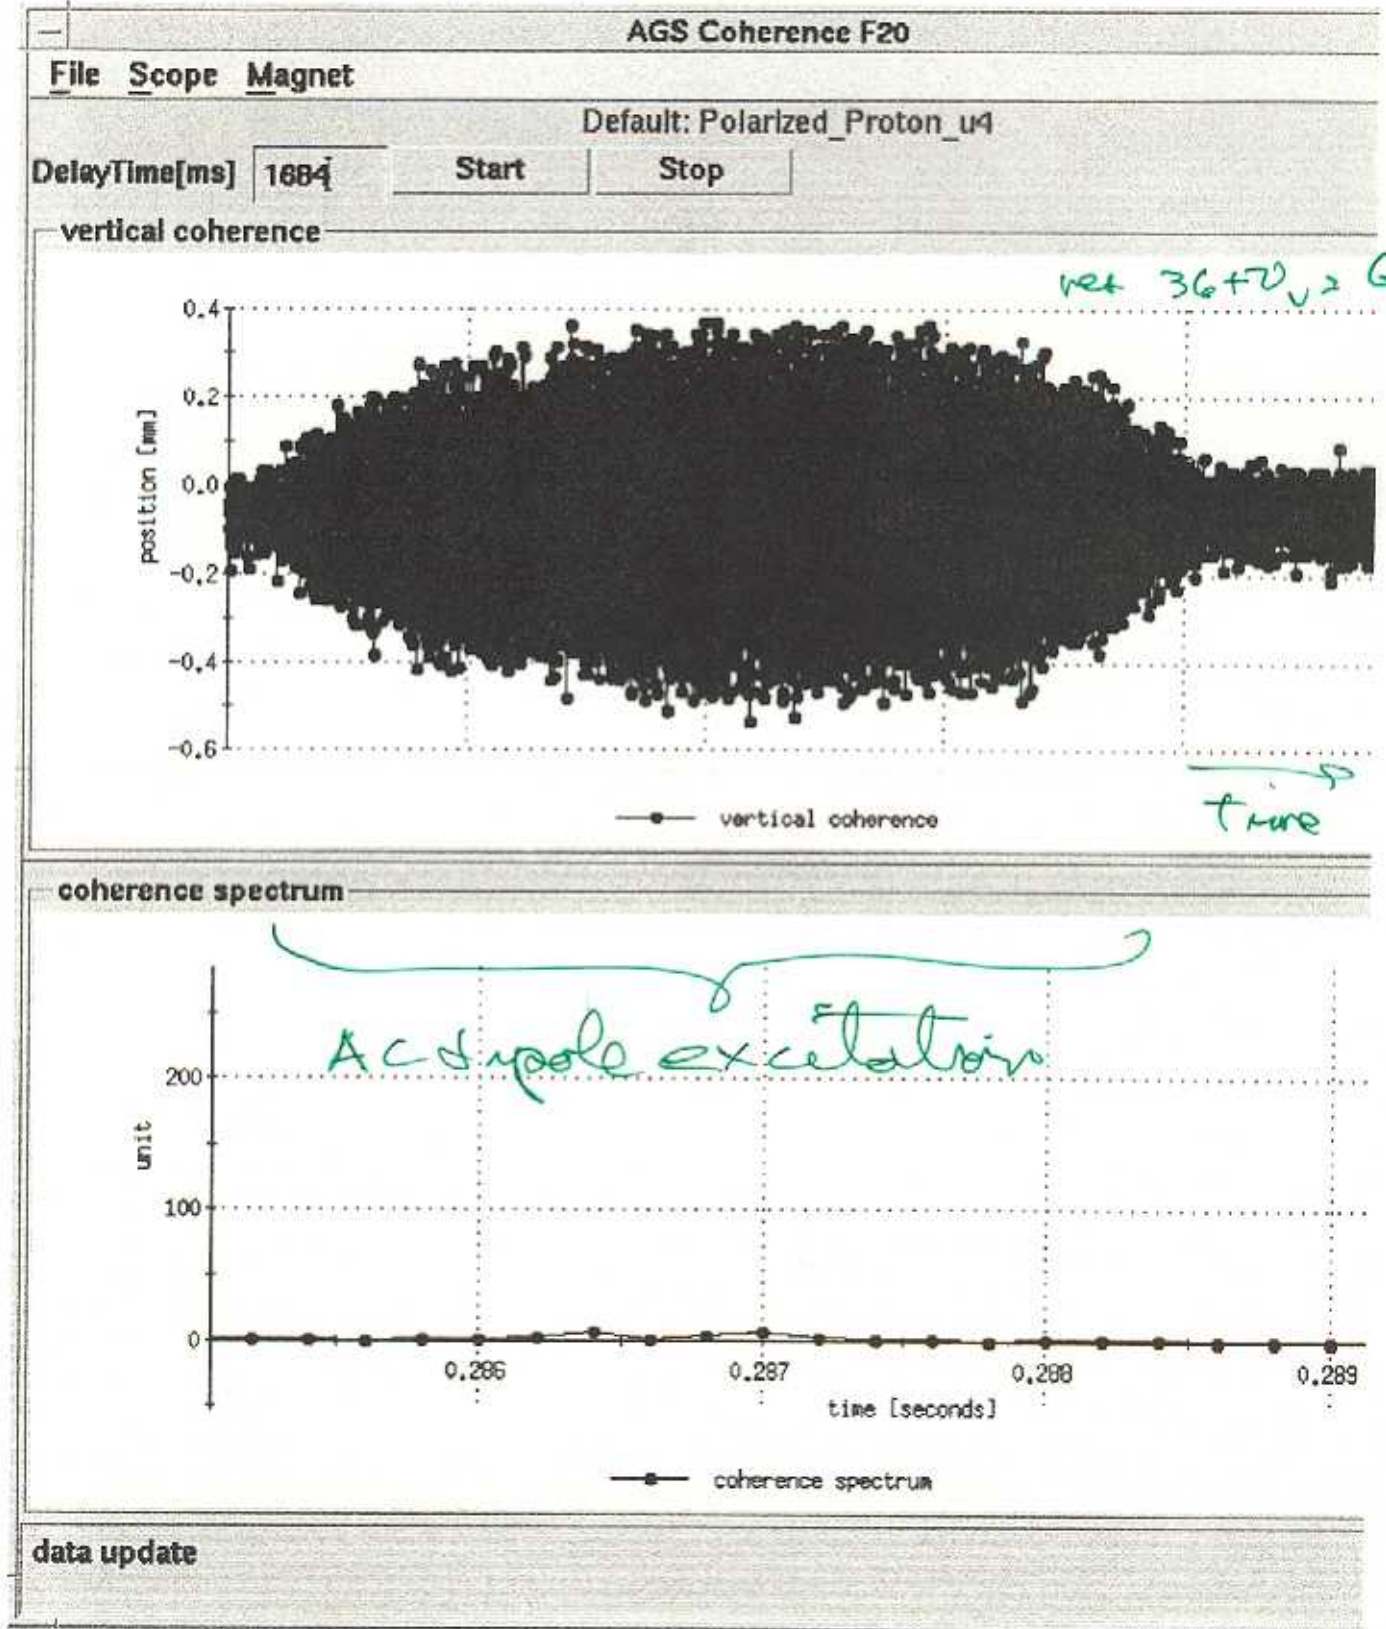 AGS Coherence F20
File Scope Magnet
Default: Polarized_Proton_u4
DelayTime[ms] 1684 Start Stop
vertical coherence
36+ν
0.4
0.2
0.0
-0.2
-0.4
-0.6
position [mm]
vertical coherence
Time
coherence spectrum
AC dipole excitation
200
100
0
unit
0.286 0.287 0.288 0.289
time [seconds]
coherence spectrum
data update